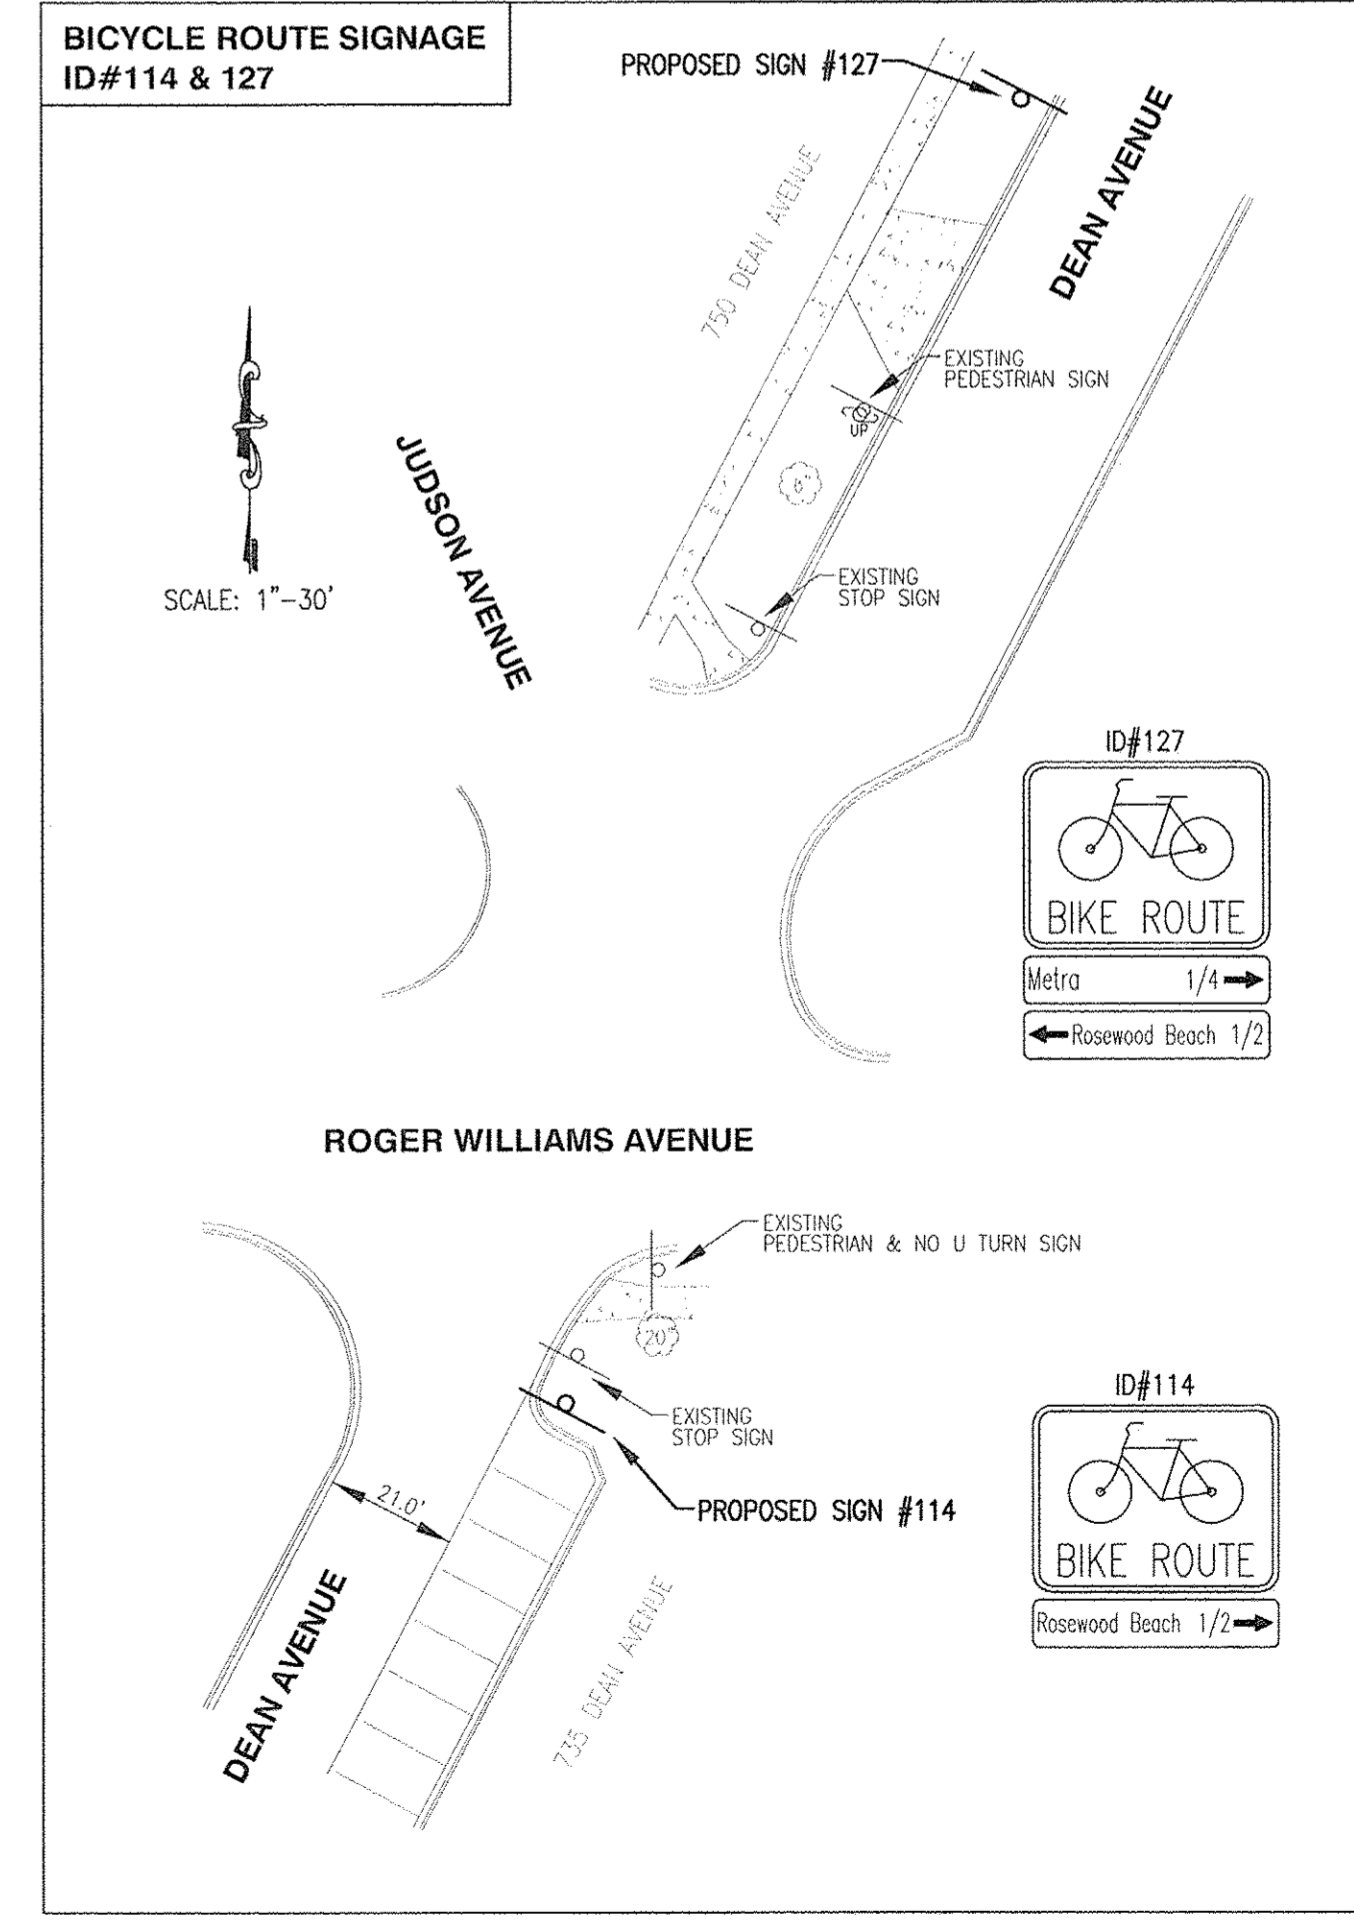 BICYCLE ROUTE SIGNAGE
ID#114 & 127
PROPOSED SIGN #127
DEAN AVENUE
750 DEAN AVENUE
EXISTING
PEDESTRIAN SIGN
UP
6"
JUDSON AVENUE
SCALE: 1"-30'
EXISTING
STOP SIGN
ID#127
BIKE ROUTE
Metra 1/4
Rosewood Beach 1/2
ROGER WILLIAMS AVENUE
EXISTING
PEDESTRIAN & NO U TURN SIGN
20"
EXISTING
STOP SIGN
PROPOSED SIGN #114
21.0'
DEAN AVENUE
735 DEAN AVENUE
ID#114
BIKE ROUTE
Rosewood Beach 1/2